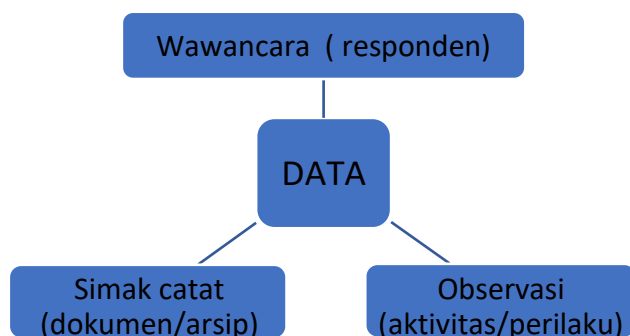 Wawancara ( responden)
DATA
Simak catat
(dokumen/arsip)
Observasi
(aktivitas/perilaku)